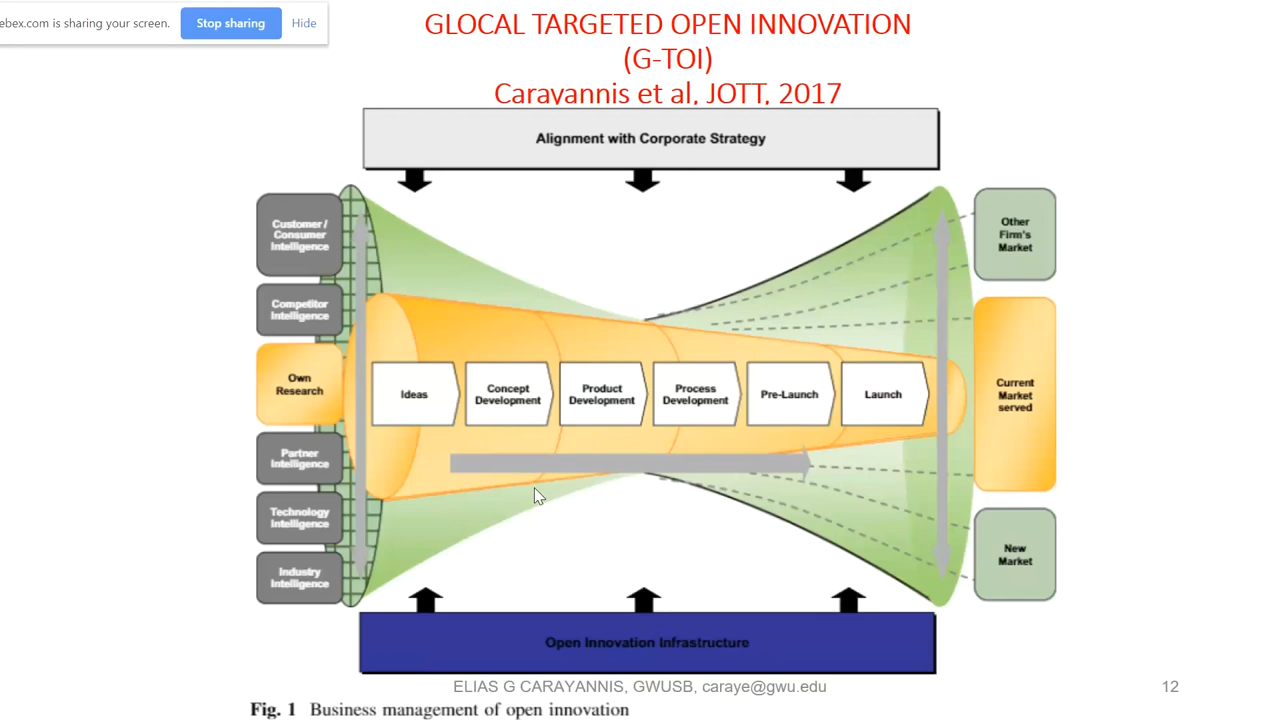 ebex.com is sharing your screen.
Stop sharing
Hide
GLOCAL TARGETED OPEN INNOVATION
(G-TOI)
Carayannis et al, JOTT, 2017
Alignment with Corporate Strategy
Customer /
Consumer
Intelligence
Competitor
Intelligence
Own
Research
Partner
Intelligence
Technology
Intelligence
Industry
Intelligence
Ideas
Concept
Development
Product
Development
Process
Development
Pre-Launch
Launch
Other
Firm's
Market
Current
Market
served
New
Market
Open Innovation Infrastructure
ELIAS G CARAYANNIS, GWUSB, caraye@gwu.edu
12
Fig. 1 Business management of open innovation